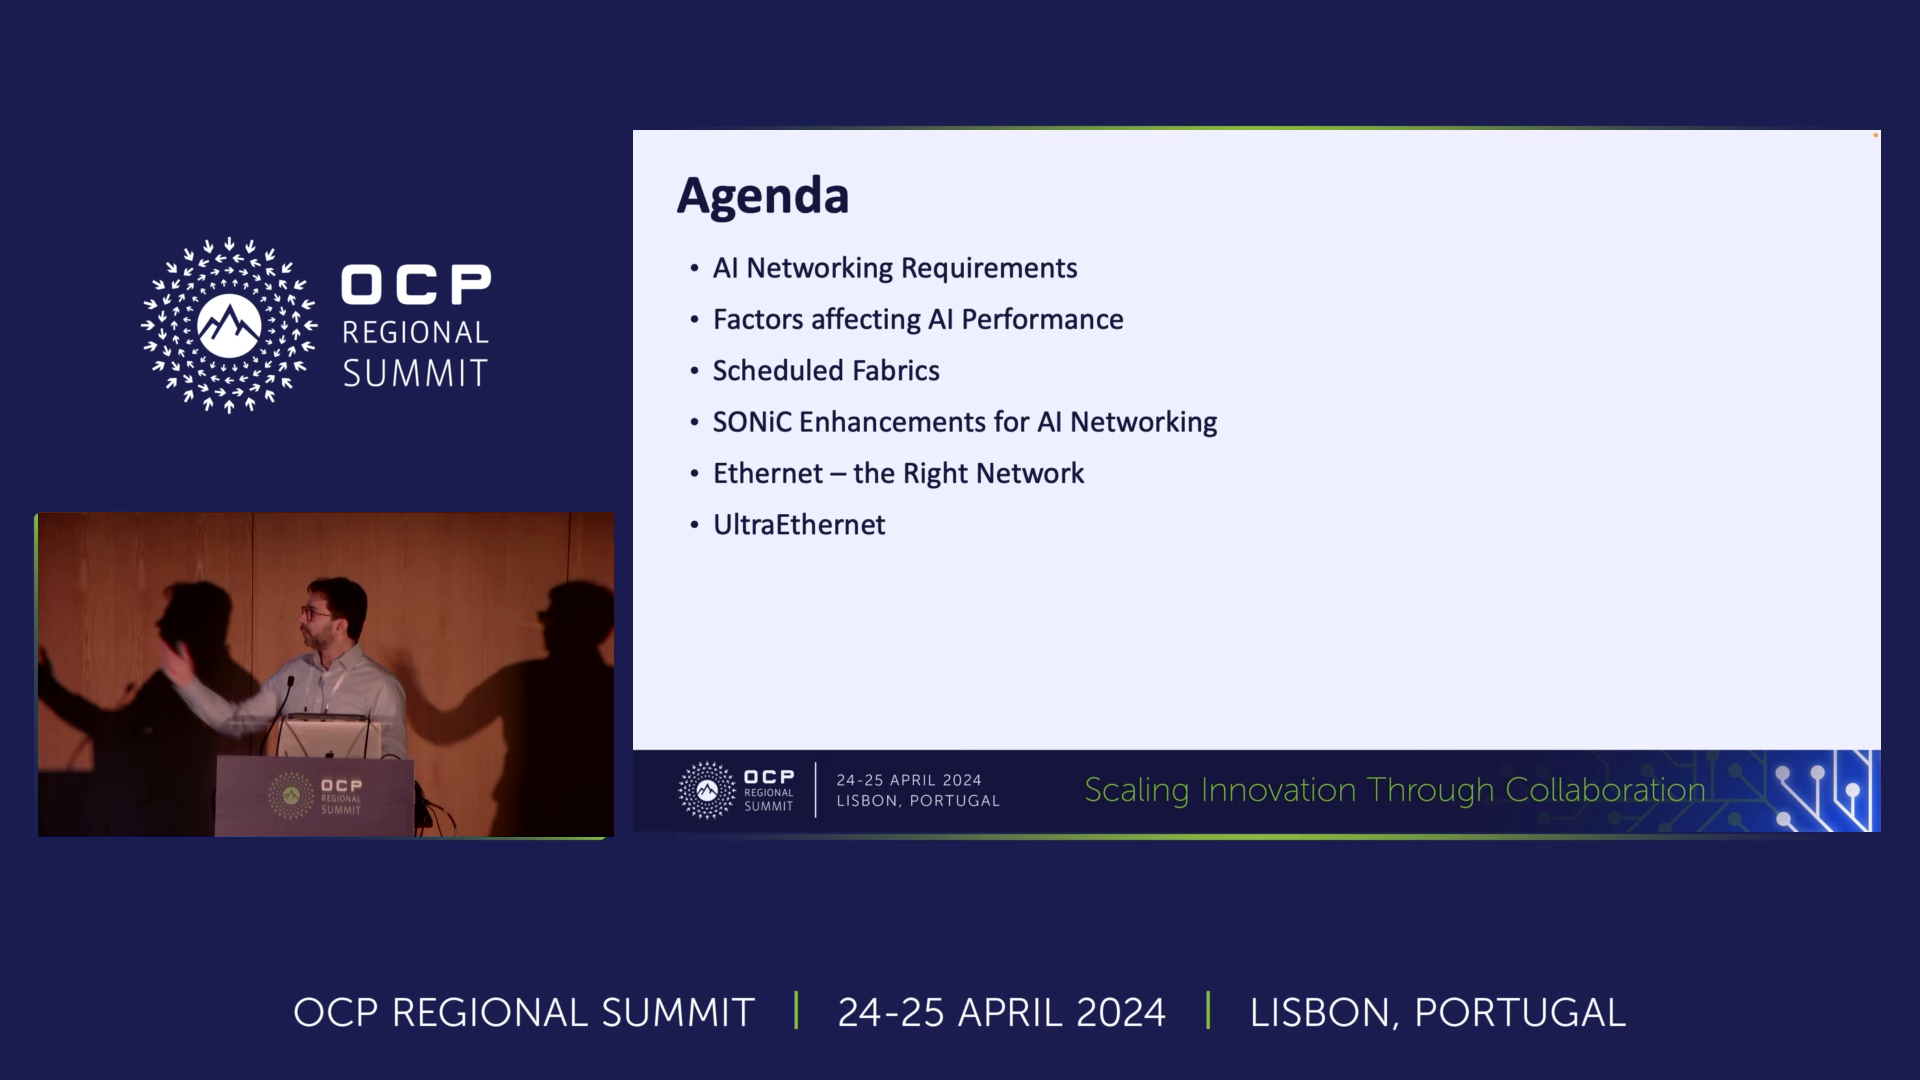 OCP
REGIONAL
SUMMIT
Agenda
• AI Networking Requirements
• Factors affecting AI Performance
• Scheduled Fabrics
• SONiC Enhancements for AI Networking
• Ethernet – the Right Network
• UltraEthernet
OCP
REGIONAL
SUMMIT
24-25 APRIL 2024
LISBON, PORTUGAL
Scaling Innovation Through Collaboration
OCP
REGIONAL
SUMMIT
OCP REGIONAL SUMMIT | 24-25 APRIL 2024 | LISBON, PORTUGAL